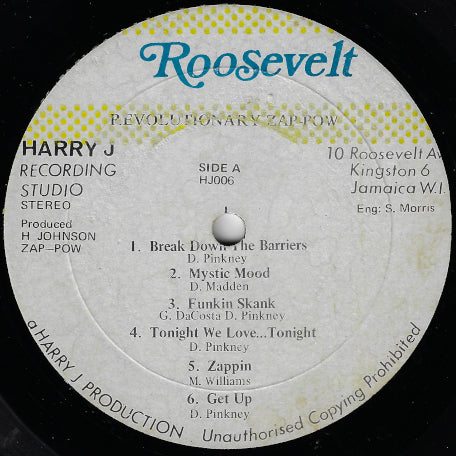 Roosevelt
REVOLUTIONARY ZAP-POW
HARRY J
RECORDING
STUDIO
STEREO
Produced
H JOHNSON
ZAP-POW
SIDE A
HJ006
10 Roosevelt Av
Kingston 6
Jamaica W.I.
Eng: S. Morris
1. Break Down The Barriers
D. Pinkney
2. Mystic Mood
D. Madden
3. Funkin Skank
G. DaCosta D. Pinkney
4. Tonight We Love...Tonight
D. Pinkney
5. Zappin
M. Williams
6. Get Up
D. Pinkney
a HARRY J PRODUCTION
Unauthorised Copying Prohibited